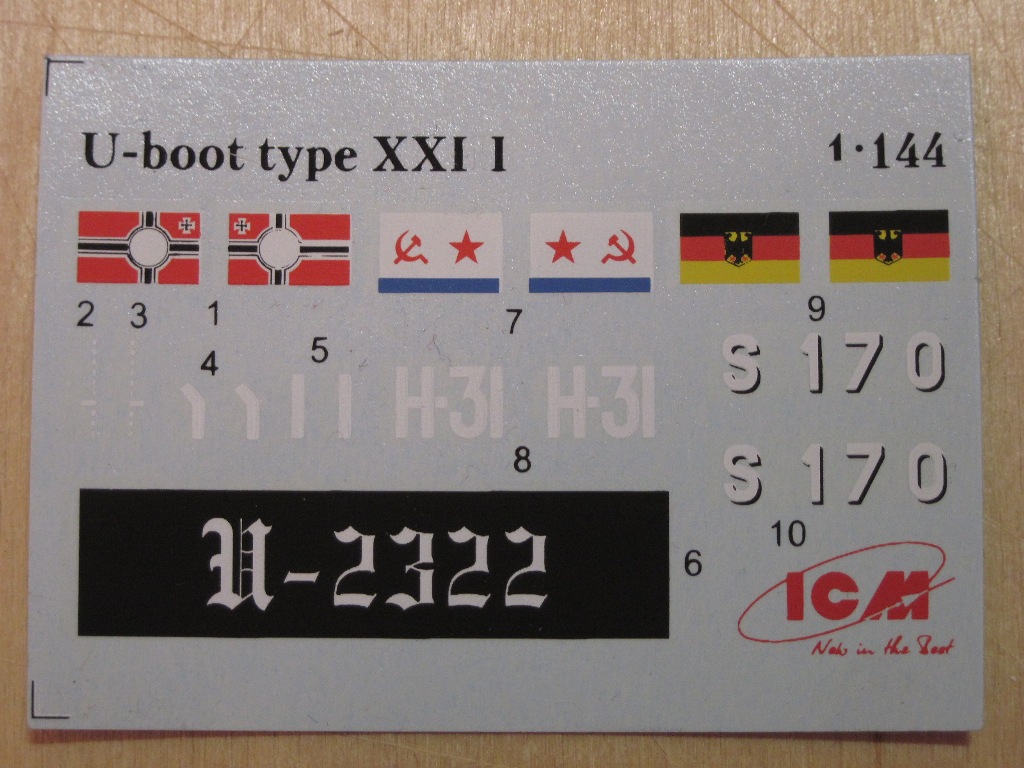 U-boot type XXI I
1·144
2 3 1 7 9
4 5
S 170
H-31 H-31
8
S 170
U-2322
6
10
ICM
New in the Boat